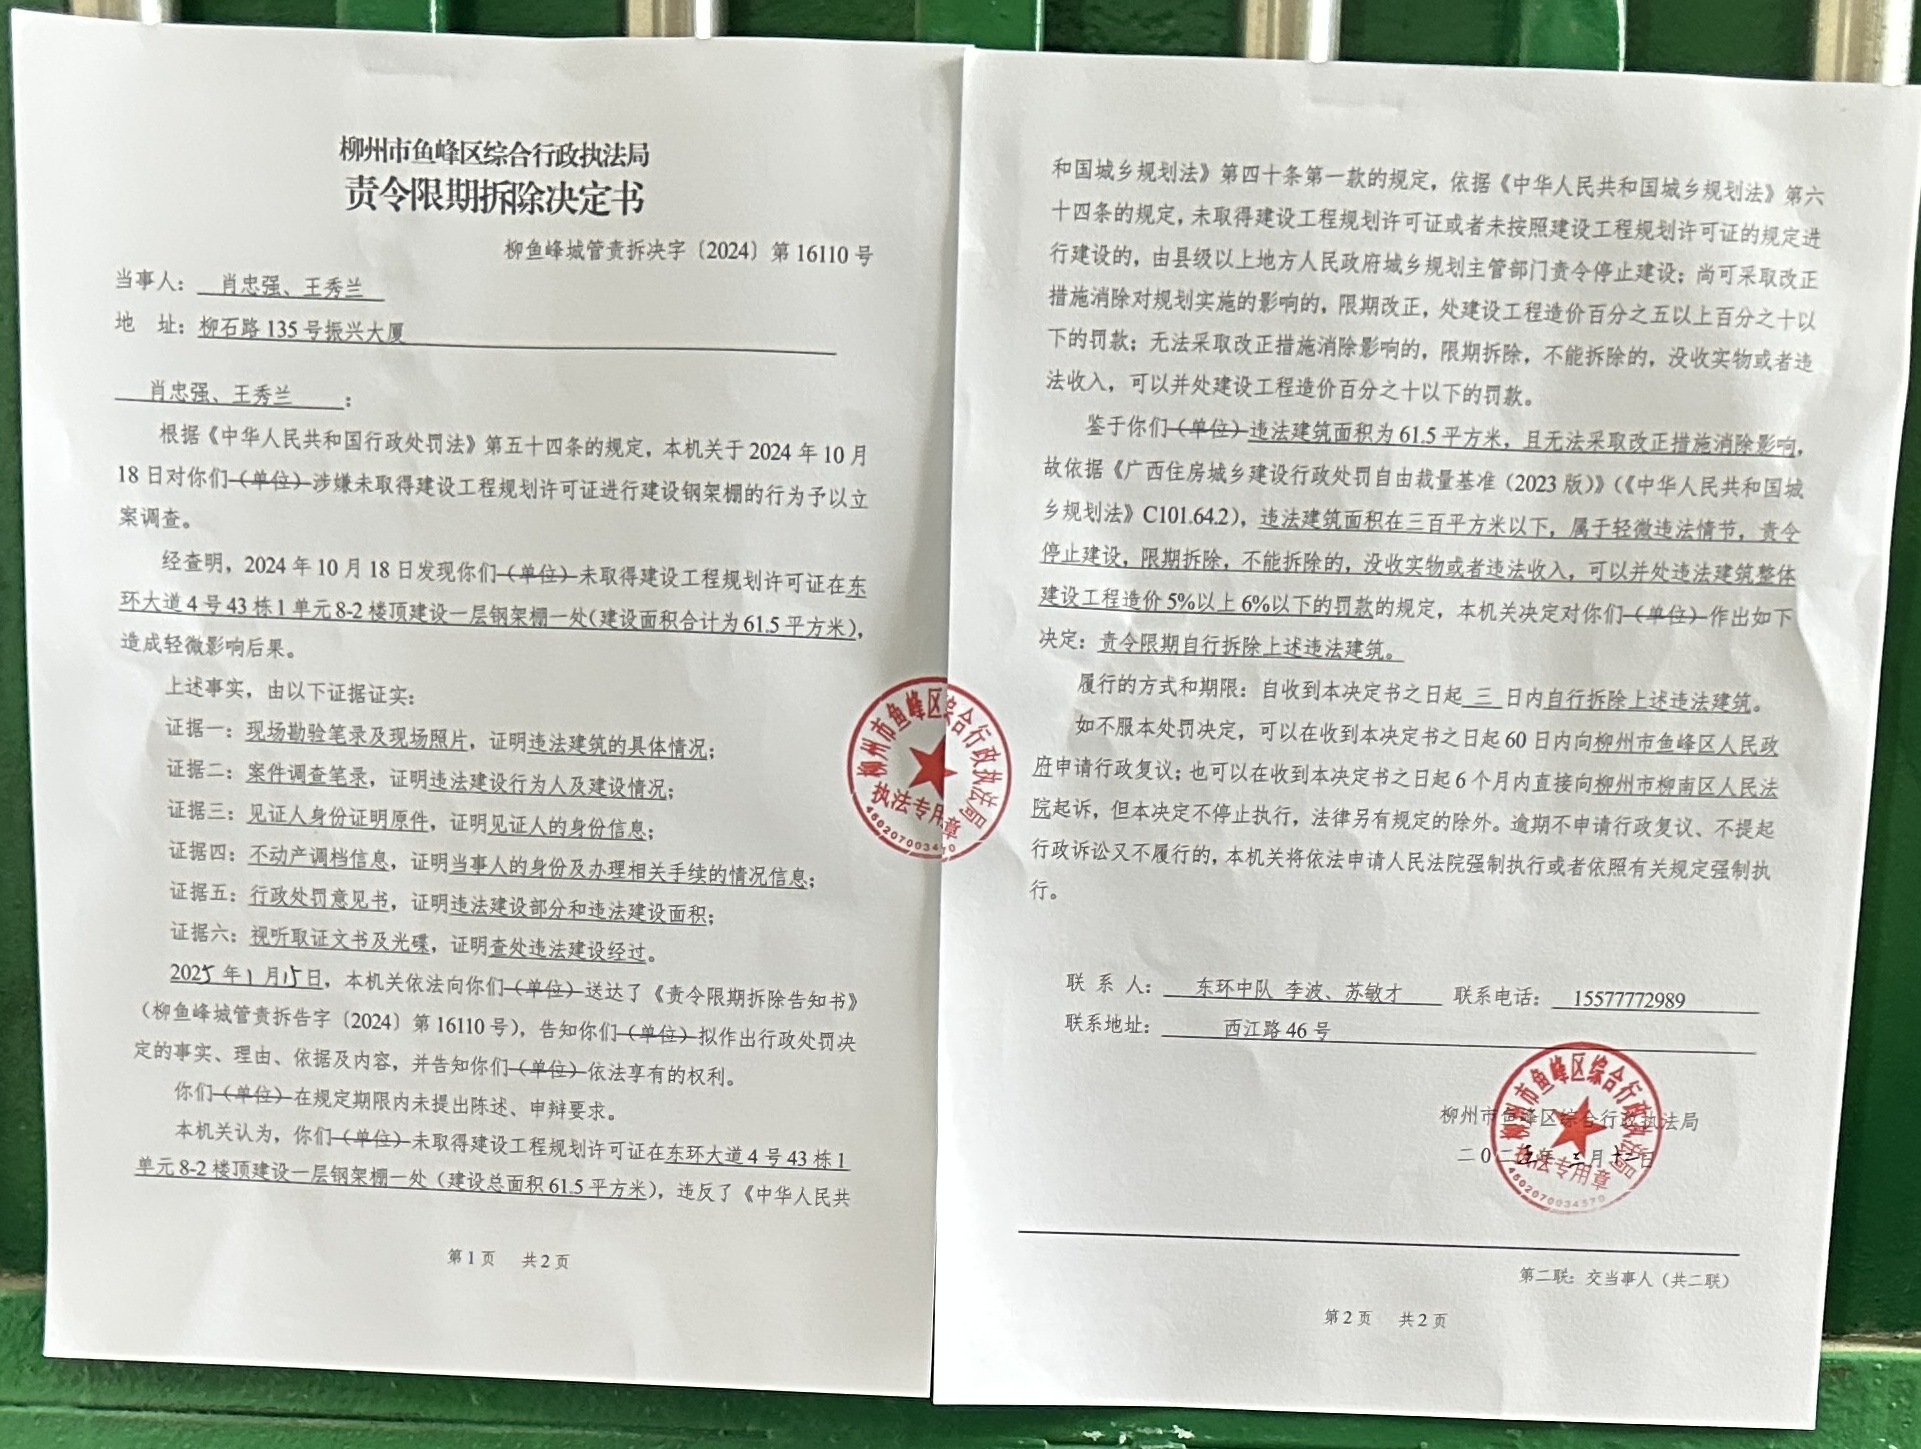 柳州市鱼峰区综合行政执法局
责令限期拆除决定书
柳鱼峰城管责拆决字〔2024〕第 16110 号
当事人： 肖忠强、王秀兰
地 址：柳石路 135 号振兴大厦
肖忠强、王秀兰 ：
根据《中华人民共和国行政处罚法》第五十四条的规定，本机关于 2024 年 10 月
18 日对你们（单位）涉嫌未取得建设工程规划许可证进行建设钢架棚的行为予以立
案调查。
经查明，2024 年 10 月 18 日发现你们（单位）未取得建设工程规划许可证在东
环大道 4 号 43 栋 1 单元 8-2 楼顶建设一层钢架棚一处（建设面积合计为 61.5 平方米），
造成轻微影响后果。
上述事实，由以下证据证实：
证据一：现场勘验笔录及现场照片，证明违法建筑的具体情况；
证据二：案件调查笔录，证明违法建设行为人及建设情况；
证据三：见证人身份证明原件，证明见证人的身份信息；
证据四：不动产调档信息，证明当事人的身份及办理相关手续的情况信息；
证据五：行政处罚意见书，证明违法建设部分和违法建设面积；
证据六：视听取证文书及光碟，证明查处违法建设经过。
2025 年 1 月 15 日，本机关依法向你们（单位）送达了《责令限期拆除告知书》
（柳鱼峰城管责拆告字〔2024〕第 16110 号），告知你们（单位）拟作出行政处罚决
定的事实、理由、依据及内容，并告知你们（单位）依法享有的权利。
你们（单位）在规定期限内未提出陈述、申辩要求。
本机关认为，你们（单位）未取得建设工程规划许可证在东环大道 4 号 43 栋 1
单元 8-2 楼顶建设一层钢架棚一处（建设总面积 61.5 平方米），违反了《中华人民共
第 1 页 共 2 页
和国城乡规划法》第四十条第一款的规定，依据《中华人民共和国城乡规划法》第六
十四条的规定，未取得建设工程规划许可证或者未按照建设工程规划许可证的规定进
行建设的，由县级以上地方人民政府城乡规划主管部门责令停止建设；尚可采取改正
措施消除对规划实施的影响的，限期改正，处建设工程造价百分之五以上百分之十以
下的罚款；无法采取改正措施消除影响的，限期拆除，不能拆除的，没收实物或者违
法收入，可以并处建设工程造价百分之十以下的罚款。
鉴于你们（单位）违法建筑面积为 61.5 平方米，且无法采取改正措施消除影响，
故依据《广西住房城乡建设行政处罚自由裁量基准（2023 版）》（《中华人民共和国城
乡规划法》C101.64.2），违法建筑面积在三百平方米以下，属于轻微违法情节，责令
停止建设，限期拆除，不能拆除的，没收实物或者违法收入，可以并处违法建筑整体
建设工程造价 5%以上 6%以下的罚款的规定，本机关决定对你们（单位）作出如下
决定：责令限期自行拆除上述违法建筑。
履行的方式和期限：自收到本决定书之日起 三 日内自行拆除上述违法建筑。
如不服本处罚决定，可以在收到本决定书之日起 60 日内向柳州市鱼峰区人民政
府申请行政复议；也可以在收到本决定书之日起 6 个月内直接向柳州市柳南区人民法
院起诉，但本决定不停止执行，法律另有规定的除外。逾期不申请行政复议、不提起
行政诉讼又不履行的，本机关将依法申请人民法院强制执行或者依照有关规定强制执
行。
联 系 人： 东环中队 李波、苏敏才 联系电话： 15577772989
联系地址： 西江路 46 号
柳州市鱼峰区综合行政执法局
二0二 年 月 日
柳州市鱼峰区综合行政执法局
执法专用章
第二联：交当事人（共二联）
第 2 页 共 2 页